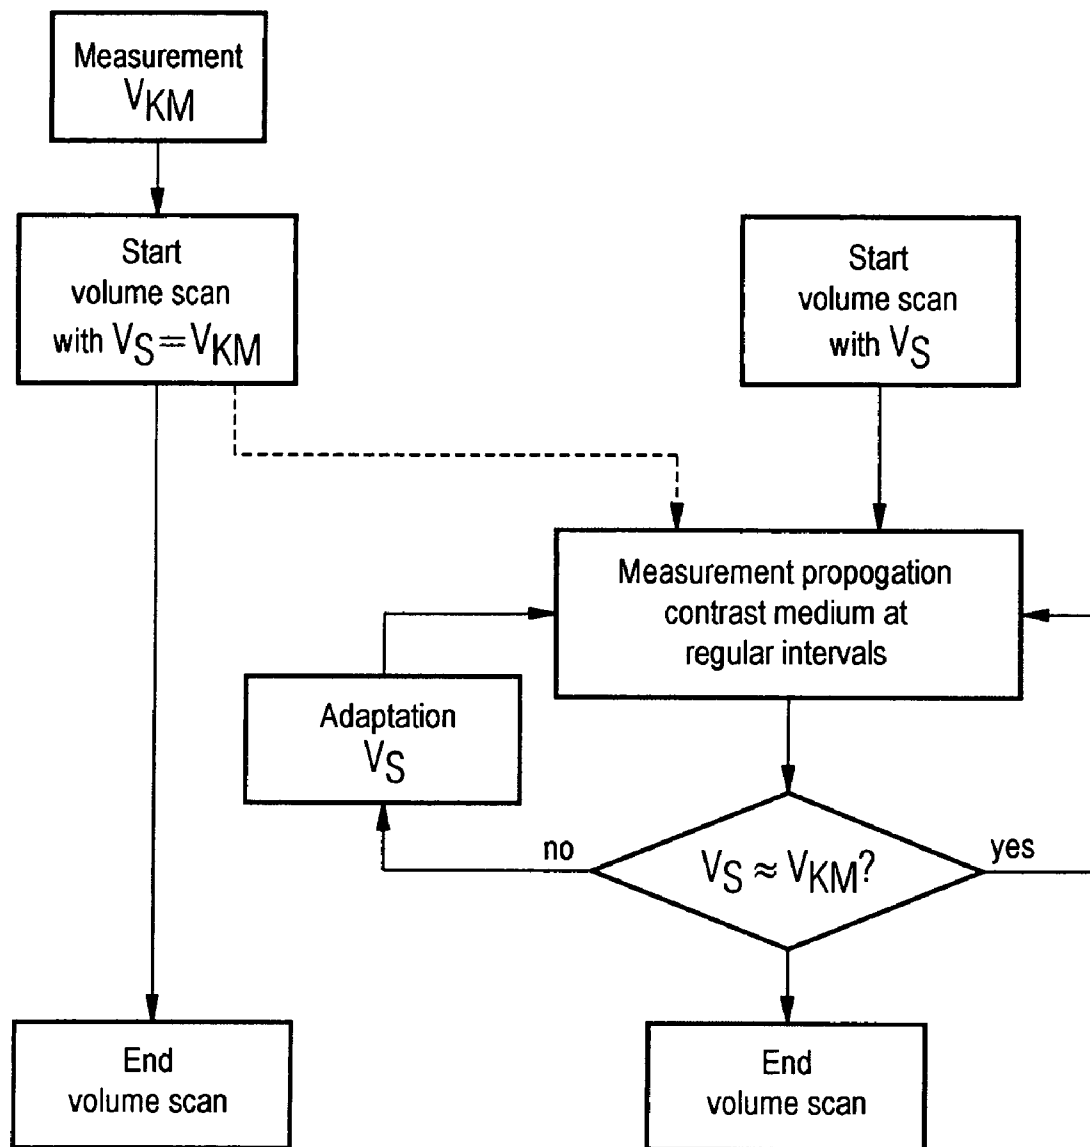 Measurement
VKM
Start
volume scan
with VS=VKM
Start
volume scan
with VS
Measurement propogation
contrast medium at
regular intervals
Adaptation
VS
no
VS ≈ VKM?
yes
End
volume scan
End
volume scan